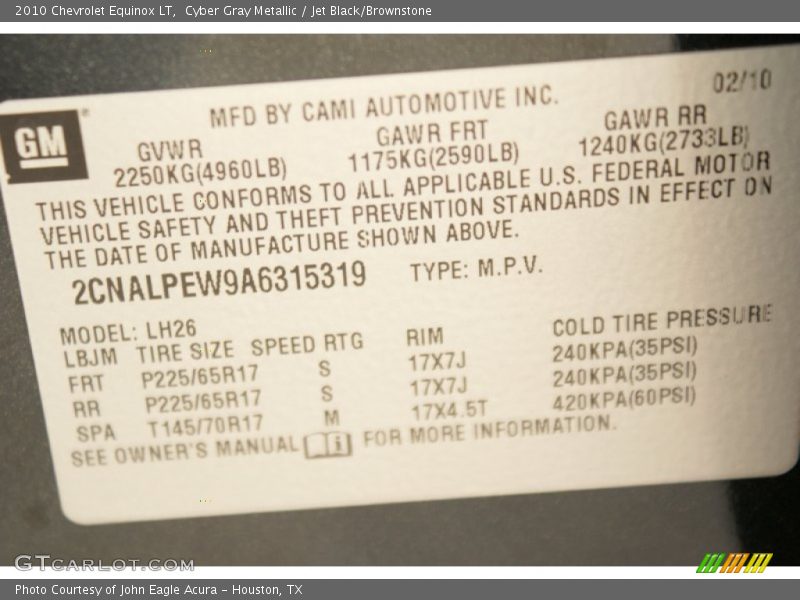 2010 Chevrolet Equinox LT, Cyber Gray Metallic / Jet Black/Brownstone
02/10
MFD BY CAMI AUTOMOTIVE INC.
GM
GVWR GAWR FRT GAWR RR
2250KG(4960LB) 1175KG(2590LB) 1240KG(2733LB)
THIS VEHICLE CONFORMS TO ALL APPLICABLE U.S. FEDERAL MOTOR
VEHICLE SAFETY AND THEFT PREVENTION STANDARDS IN EFFECT ON
THE DATE OF MANUFACTURE SHOWN ABOVE.
2CNALPEW9A6315319 TYPE: M.P.V.
MODEL: LH26
LBJM TIRE SIZE SPEED RTG RIM COLD TIRE PRESSURE
FRT P225/65R17 S 17X7J 240KPA(35PSI)
RR P225/65R17 S 17X7J 240KPA(35PSI)
SPA T145/70R17 M 17X4.5T 420KPA(60PSI)
SEE OWNER'S MANUAL i FOR MORE INFORMATION.
GTCARLOT.COM
Photo Courtesy of John Eagle Acura - Houston, TX